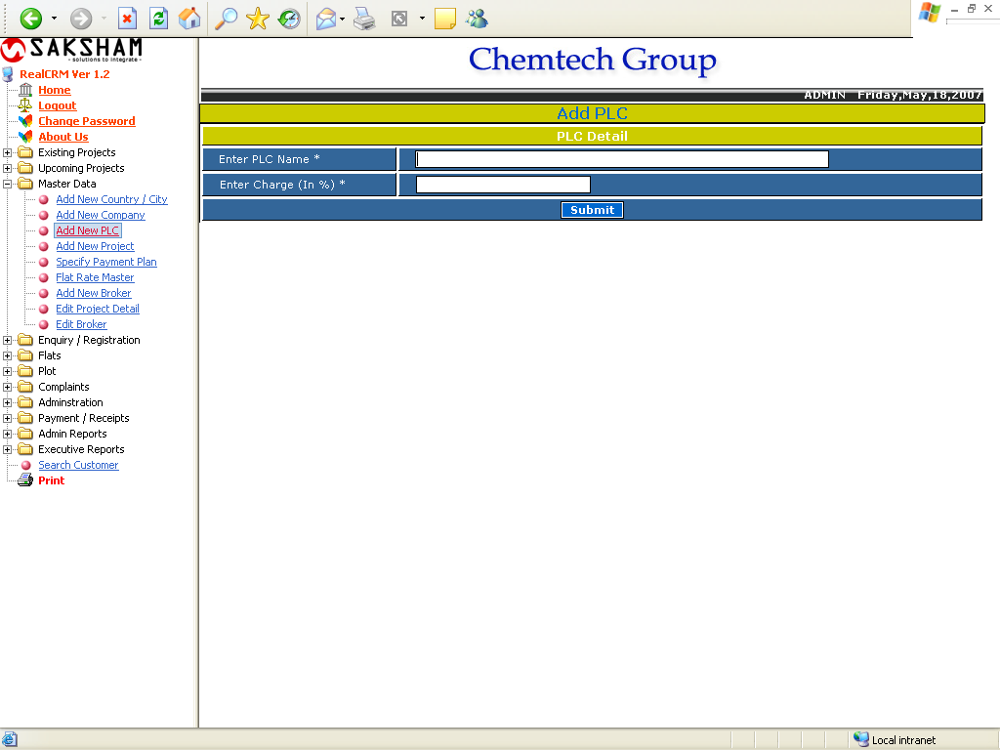 SAKSHAM
- solutions to integrate -
Chemtech Group
RealCRM Ver 1.2
Home
Logout
Change Password
About Us
Existing Projects
Upcoming Projects
Master Data
Add New Country / City
Add New Company
Add New PLC
Add New Project
Specify Payment Plan
Flat Rate Master
Add New Broker
Edit Project Detail
Edit Broker
Enquiry / Registration
Flats
Plot
Complaints
Adminstration
Payment / Receipts
Admin Reports
Executive Reports
Search Customer
Print
ADMIN Friday,May,18,2007
Add PLC
PLC Detail
Enter PLC Name *
Enter Charge (In %) *
Submit
Local intranet